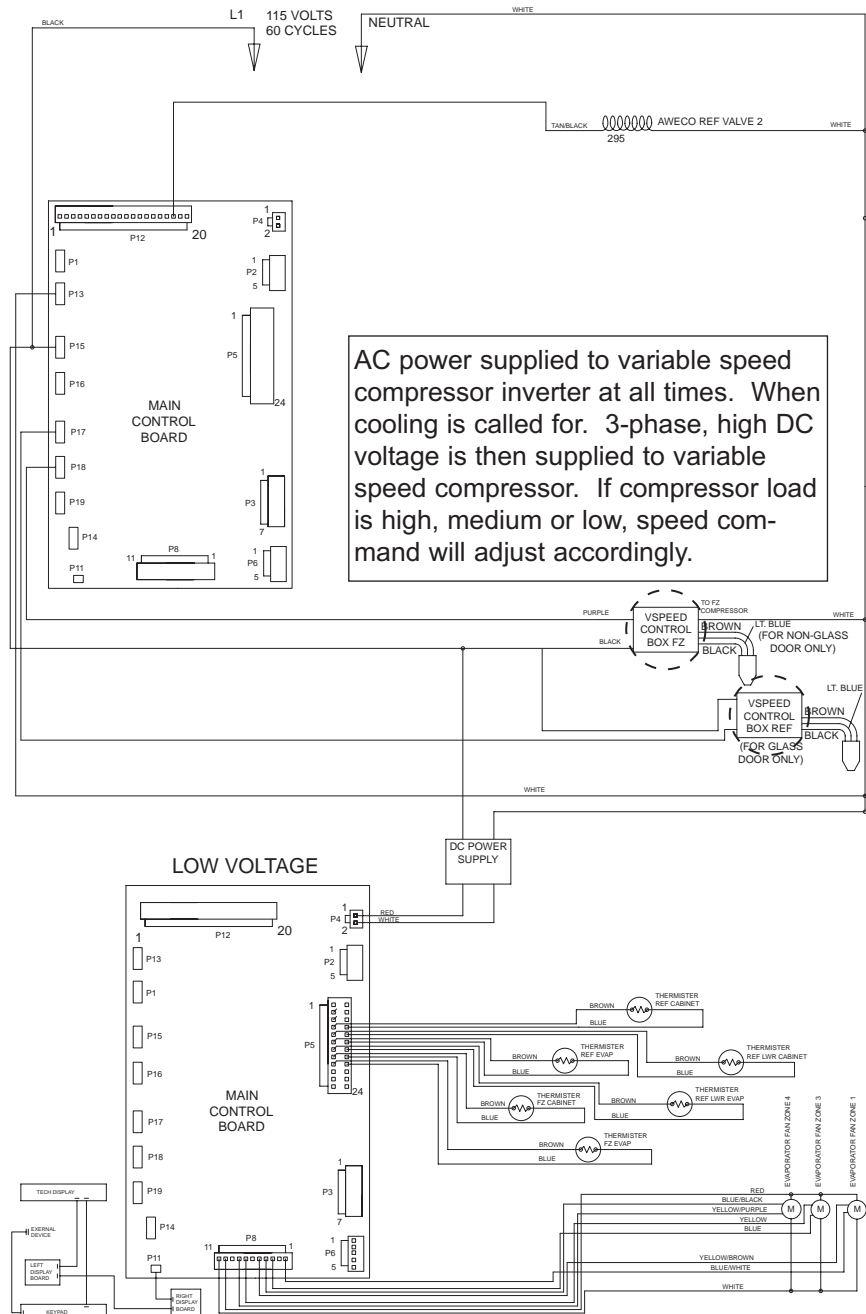 L1 115 VOLTS
60 CYCLES
NEUTRAL
BLACK
WHITE
TAN/BLACK
AWECO REF VALVE 2
295
WHITE
1
P12
20
1
P4
2
P1
1
P2
5
P13
1
P5
24
P15
P16
MAIN
CONTROL
BOARD
P17
P18
P19
1
P3
7
P14
11
P8
1
P11
1
P6
5
AC power supplied to variable speed
compressor inverter at all times. When
cooling is called for. 3-phase, high DC
voltage is then supplied to variable
speed compressor. If compressor load
is high, medium or low, speed com-
mand will adjust accordingly.
PURPLE
BLACK
VSPEED
CONTROL
BOX FZ
TO FZ
COMPRESSOR
WHITE
BROWN
BLACK
LT. BLUE
(FOR NON-GLASS
DOOR ONLY)
VSPEED
CONTROL
BOX REF
(FOR GLASS
DOOR ONLY)
LT. BLUE
BROWN
BLACK
WHITE
DC POWER
SUPPLY
LOW VOLTAGE
1
P12
20
1
P4
2
RED
WHITE
P13
1
P2
5
P1
1
P5
24
P15
P16
MAIN
CONTROL
BOARD
P17
P18
P19
1
P3
7
P14
P11
11
P8
1
1
P6
5
BROWN
THERMISTER
REF CABINET
BLUE
BROWN
THERMISTER
REF EVAP
BLUE
BROWN
THERMISTER
REF LWR CABINET
BLUE
BROWN
THERMISTER
FZ CABINET
BLUE
BROWN
THERMISTER
REF LWR EVAP
BLUE
BROWN
THERMISTER
FZ EVAP
BLUE
EVAPORATOR FAN ZONE 4
EVAPORATOR FAN ZONE 3
EVAPORATOR FAN ZONE 1
RED
BLUE/BLACK
YELLOW/PURPLE
YELLOW
BLUE
M
M
M
YELLOW/BROWN
BLUE/WHITE
WHITE
TECH DISPLAY
EXERNAL
DEVICE
LEFT
DISPLAY
BOARD
RIGHT
DISPLAY
BOARD
KEYPAD